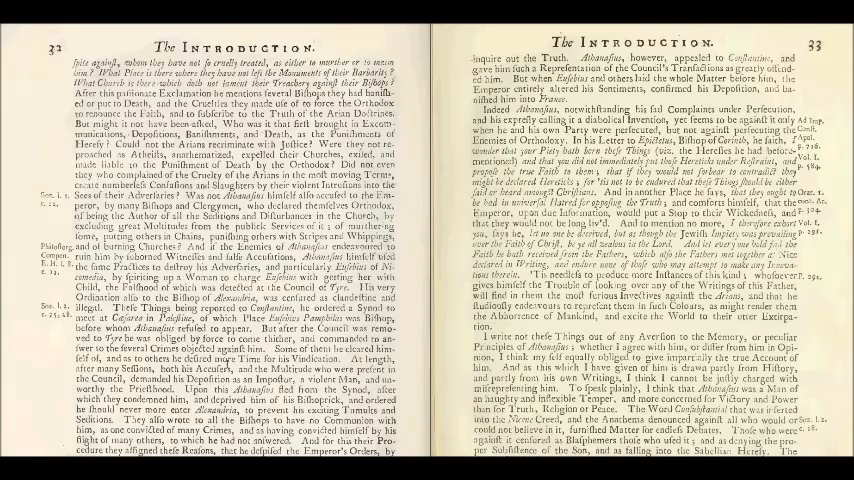 32
The INTRODUCTION.
spite against, whom they have not so cruelly treated, as either to murther or to maim
him? What Place is there where they have not left the Monuments of their Barbarity?
What Church is there which doth not lament their Treachery against their Bishops?
After this passionate Exclamation he mentions several Bishops they had banish-
ed or put to Death, and the Cruelties they made use of to force the Orthodox
to renounce the Faith, and to subscribe to the Truth of the Arian Doctrines.
But might it not have been asked, Who was it that first brought in Excom-
munications, Depositions, Banishments, and Death, as the Punishments of
Heresy? Could not the Arians recriminate with Justice? Were they not re-
proached as Atheists, anathematized, expelled their Churches, exiled, and
made liable to the Punishment of Death by the Orthodox? Did not even
they who complained of the Cruelty of the Arians in the most moving Terms,
create numberless Confusions and Slaughters by their violent Intrusions into the
Soz. l. 2. Sees of their Adversaries? Was not Athanasius himself also accused to the Em-
peror, by many Bishops and Clergymen, who declared themselves Orthodox,
of being the Author of all the Seditions and Disturbances in the Church, by
excluding great Multitudes from the publick Services of it; of murthering
some, putting others in Chains, punishing others with Stripes and Whippings,
Philostorg. and of burning Churches? And if the Enemies of Athanasius endeavoured to
Compen. ruin him by suborned Witnesses and false Accusations, Athanasius himself used
E. H. l. 1. the same Practices to destroy his Adversaries, and particularly Eusebius of Ni-
c. 11. comedia, by spiriting up a Woman to charge Eusebius with getting her with
Child, the Falshood of which was detected at the Council of Tyre. His very
Ordination also to the Bishop of Alexandria, was censured as clandestine and
Soz. l. 2. illegal. These Things being reported to Constantine, he ordered a Synod to
c. 25, 28. meet at Cæsarea in Palestine, of which Place Eusebius Pamphilus was Bishop,
before whom Athanasius refused to appear. But after the Council was remo-
ved to Tyre he was obliged by force to come thither, and commanded to an-
swer to the several Crimes objected against him. Some of them he cleared him-
self of, and as to others he desired more Time for his Vindication. At length,
after many Sessions, both his Accusers, and the Multitude who were present in
the Council, demanded his Deposition as an Impostor, a violent Man, and un-
worthy the Priesthood. Upon this Athanasius fled from the Synod, after
which they condemned him, and deprived him of his Bishoprick, and ordered
he should never more enter Alexandria, to prevent his exciting Tumults and
Seditions. They also wrote to all the Bishops to have no Communion with
him, as one convicted of many Crimes, and as having convicted himself by his
flight of many others, to which he had not answered. And for this their Pro-
cedure they assigned these Reasons, that he despised the Emperor's Orders, by
The INTRODUCTION.
33
inquire out the Truth. Athanasius, however, appealed to Constantine, and
gave him such a Representation of the Council's Transactions as greatly offend-
ed him. But when Eusebius and others laid the whole Matter before him, the
Emperor entirely altered his Sentiments, confirmed his Deposition, and ba-
nished him into France.
Indeed Athanasius, notwithstanding his sad Complaints under Persecution,
and his expresly calling it a diabolical Invention, yet seems to be against it only Ad Imp.
when he and his own Party were persecuted, but not against persecuting the Const.
Enemies of Orthodoxy. In his Letter to Epictetus, Bishop of Corinth, he saith, I Apol.
wonder that your Piety hath born these Things (viz. the Heresies he had before- p. 716.
mentioned) and that you did not immediately put those Hereticks under Restraint, and Vol. I.
propose the true Faith to them; that if they would not forbear to contradict they p. 584.
might be declared Hereticks; for 'tis not to be endured that these Things should be either
said or heard amongst Christians. And in another Place he says, that they ought to Orat. 1.
be had in universal Hatred for opposing the Truth; and comforts himself, that the cont. Ar.
Emperor, upon due Information, would put a Stop to their Wickedness, and p. 304.
that they would not be long liv'd. And to mention no more, I therefore exhort Vol. I.
you, says he, let no one be deceived, but as though the Jewish Impiety was prevailing p. 291.
over the Faith of Christ, be ye all zealous in the Lord. And let every one hold fast the
Faith he hath received from the Fathers, which also the Fathers met together at Nice
declared in Writing, and endure none of those who may attempt to make any Innova-
tions therein. 'Tis needless to produce more Instances of this kind; whosoever P. 291.
gives himself the Trouble of looking over any of the Writings of this Father,
will find in them the most furious Invectives against the Arians, and that he
studiously endeavours to represent them in such Colours, as might render them
the Abhorrence of Mankind, and excite the World to their utter Extirpa-
tion.
I write not these Things out of any Aversion to the Memory, or peculiar
Principles of Athanasius; whether I agree with him, or differ from him in Opi-
nion, I think my self equally obliged to give impartially the true Account of
him. And as this which I have given of him is drawn partly from History,
and partly from his own Writings, I think I cannot be justly charged with
misrepresenting him. To speak plainly, I think that Athanasius was a Man of
an haughty and inflexible Temper, and more concerned for Victory and Power
than for Truth, Religion or Peace. The Word Consubstantial that was inserted
into the Nicene Creed, and the Anathema denounced against all who would or Soz. l. 2.
could not believe in it, furnished Matter for endless Debates. Those who were c. 18.
against it censured as Blasphemers those who used it; and as denying the pro-
per Subsistence of the Son, and as falling into the Sabellian Heresy. The